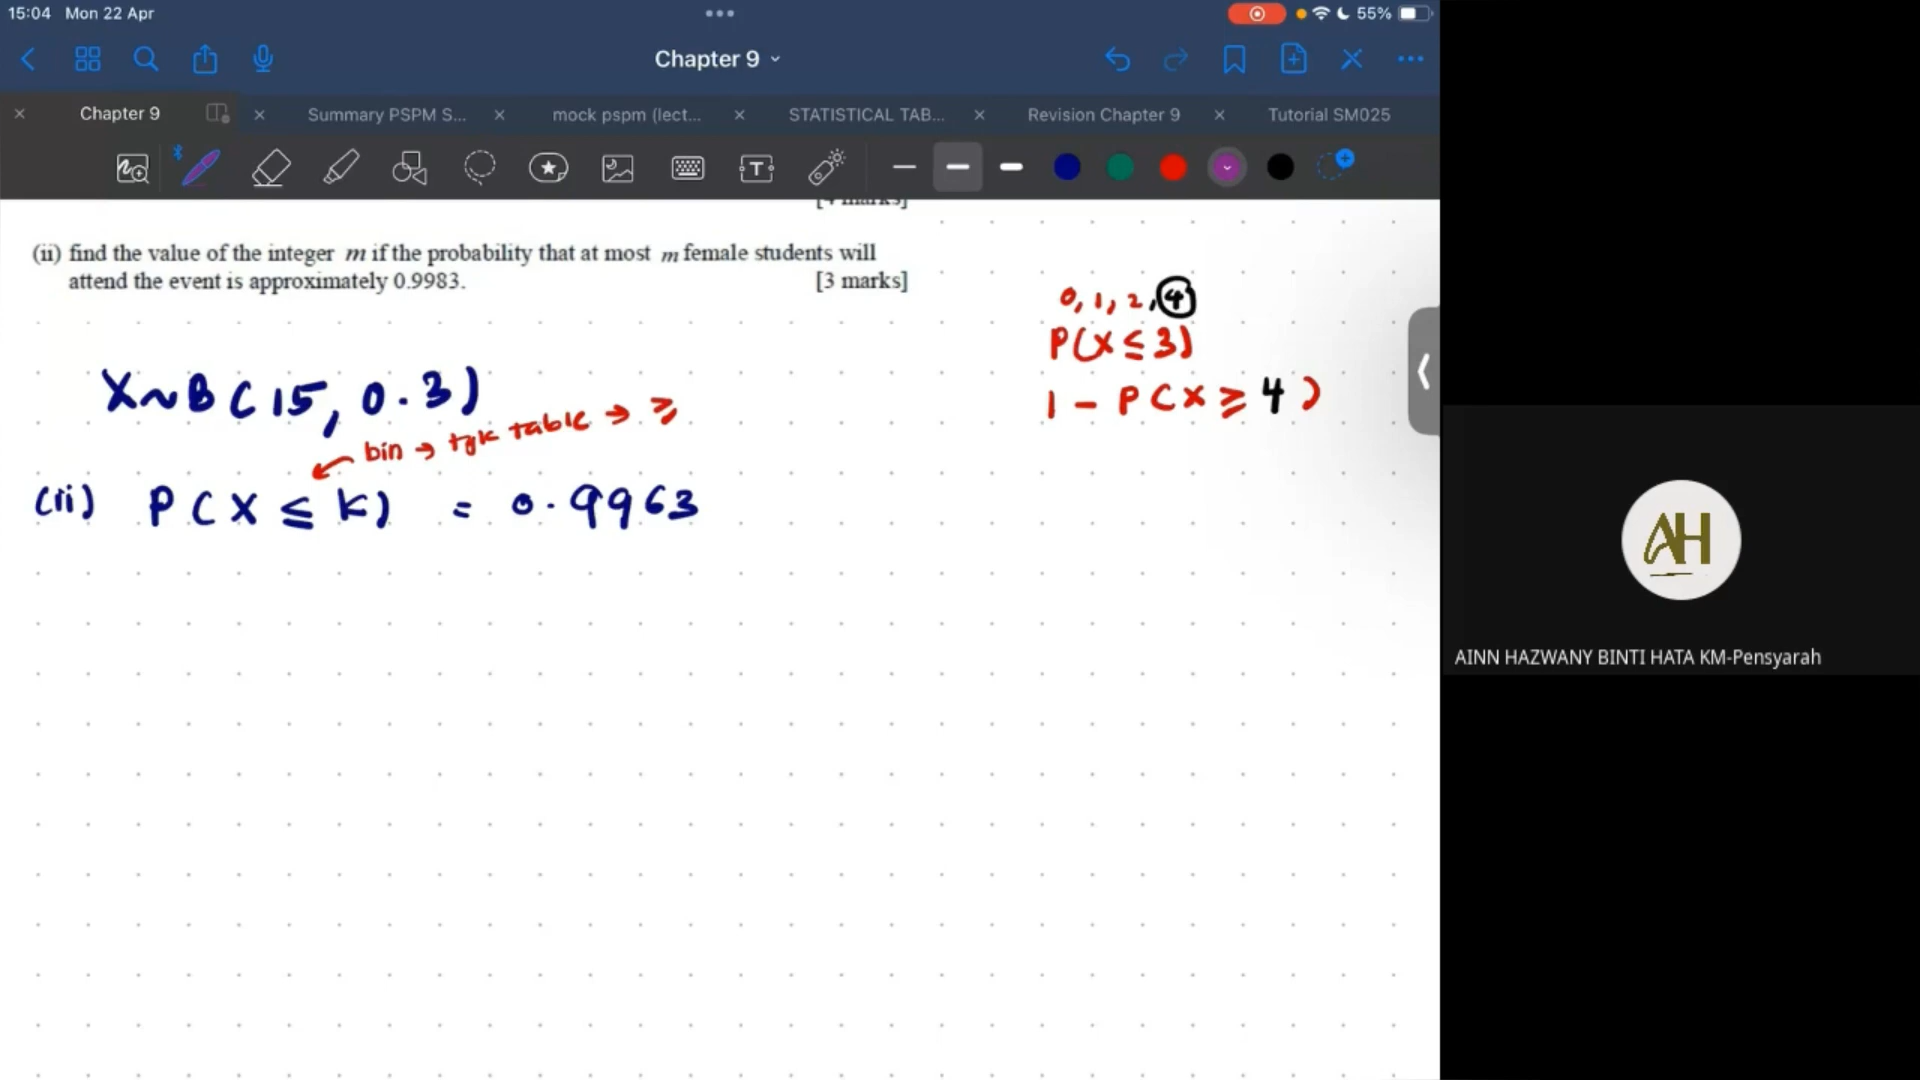 15:04 Mon 22 Apr
55%
Chapter 9
Chapter 9
Summary PSPM S...
mock pspm (lect...
STATISTICAL TAB...
Revision Chapter 9
Tutorial SM025
[4 marks]
(ii) find the value of the integer m if the probability that at most m female students will
attend the event is approximately 0.9983. [3 marks]
0, 1, 2, 4
P(X ≤ 3)
1 - P(X ≥ 4)
X~B(15, 0.3)
bin → tgk table → ≥
(ii) P(X ≤ k) = 0.9963
AH
AINN HAZWANY BINTI HATA KM-Pensyarah